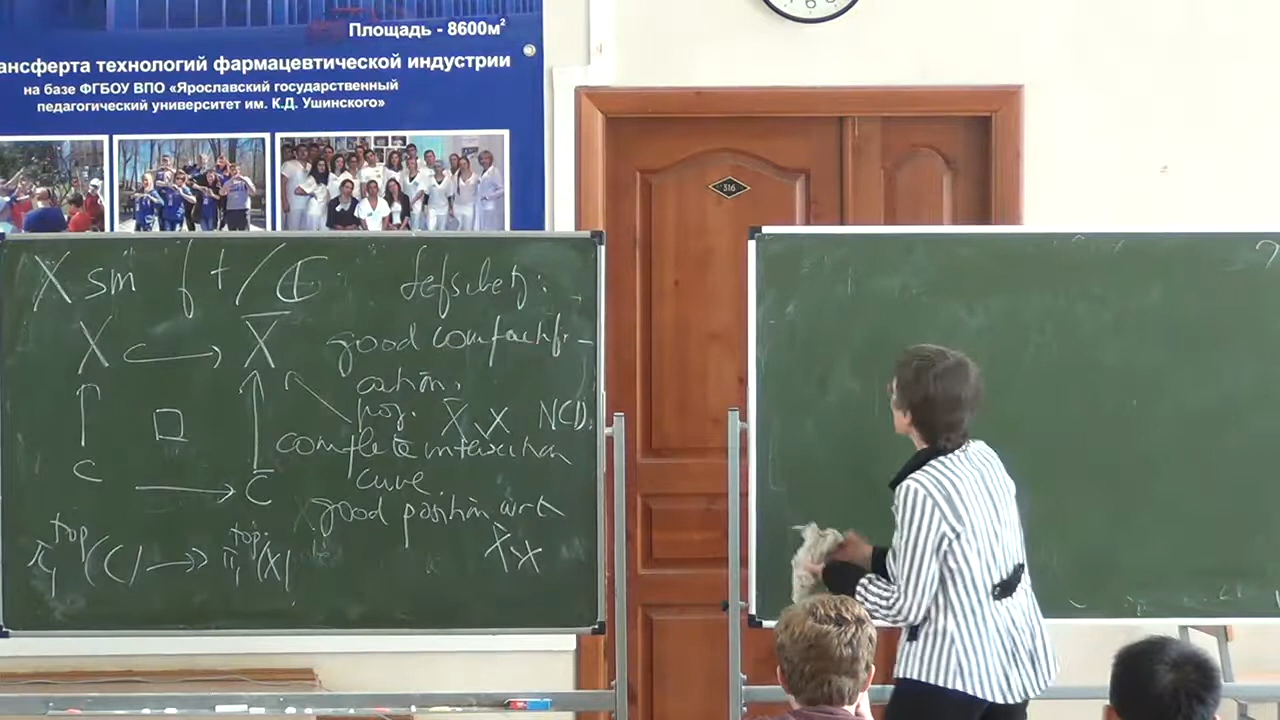 Площадь - 8600м²
ансферта технологий фармацевтической индустрии
на базе ФГБОУ ВПО «Ярославский государственный
педагогический университет им. К.Д. Ушинского»
316
X sm f t / ℂ Lefschetz:
X ↪ X̄ good compactifi-
cation,
proj. X̄ \ X NCD,
□
complete intersection
curve
C → C̄
good position wrt
X̄ \ X
π₁^top(C) ↠ π₁^top(X)